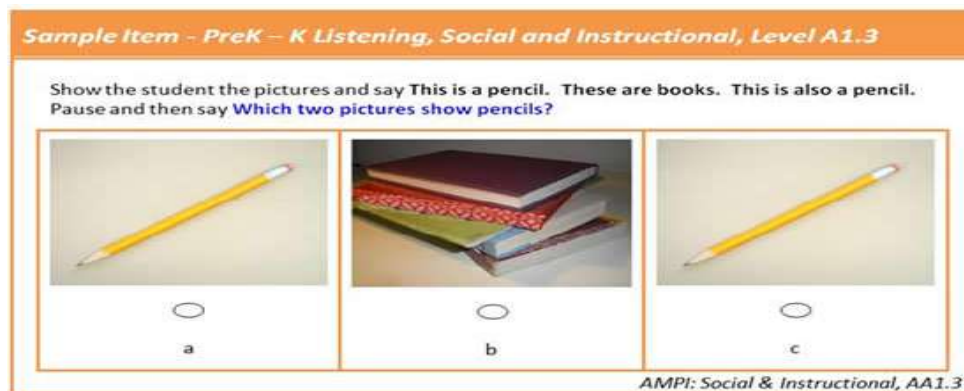 Sample Item - PreK – K Listening, Social and Instructional, Level A1.3
Show the student the pictures and say This is a pencil. These are books. This is also a pencil.
Pause and then say Which two pictures show pencils?
a
b
c
AMPI: Social & Instructional, AA1.3